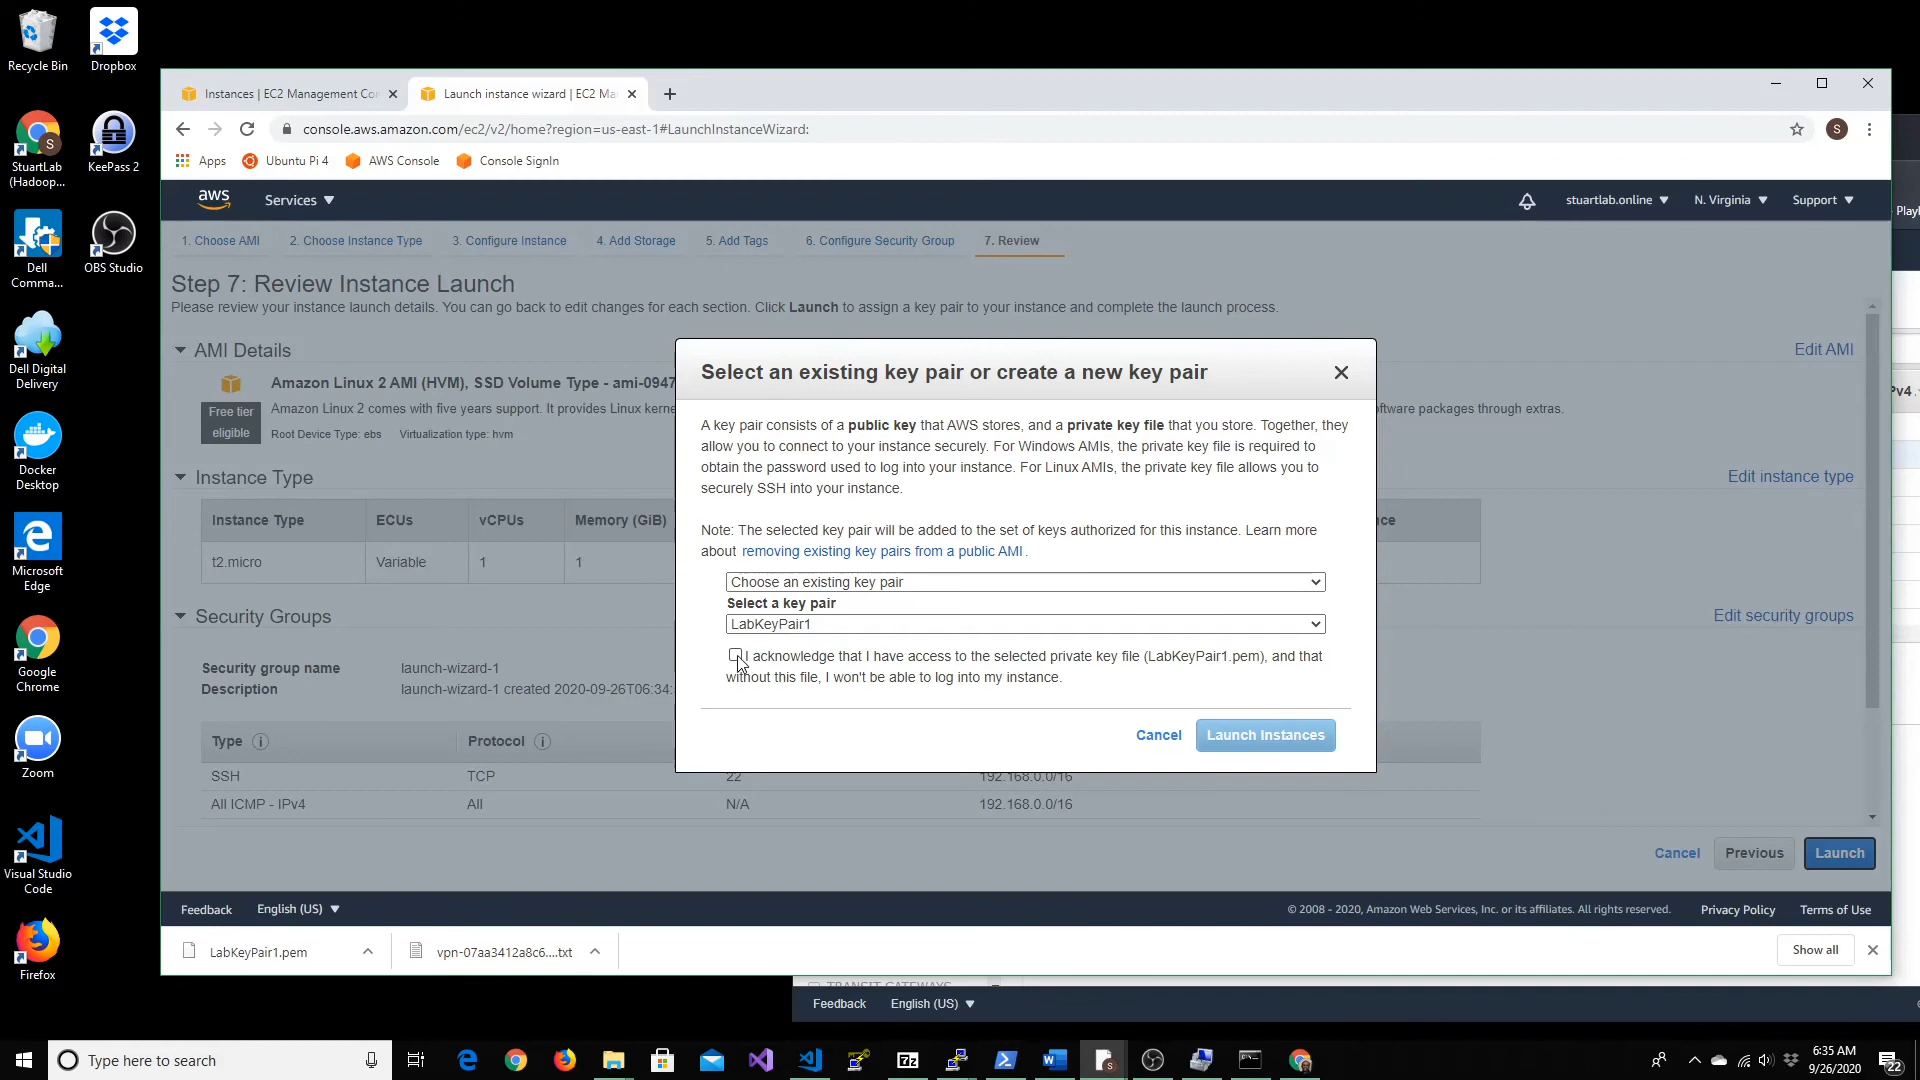 Recycle Bin
Dropbox
StuartLab
(Hadoop...
KeePass 2
Dell
Comma...
OBS Studio
Dell Digital
Delivery
Docker
Desktop
Microsoft
Edge
Google
Chrome
Zoom
Visual Studio
Code
Firefox
Instances | EC2 Management Co
Launch instance wizard | EC2 Ma
console.aws.amazon.com/ec2/v2/home?region=us-east-1#LaunchInstanceWizard:
S
Apps
Ubuntu Pi 4
AWS Console
Console SignIn
aws
Services
stuartlab.online
N. Virginia
Support
1. Choose AMI
2. Choose Instance Type
3. Configure Instance
4. Add Storage
5. Add Tags
6. Configure Security Group
7. Review
Step 7: Review Instance Launch
Please review your instance launch details. You can go back to edit changes for each section. Click Launch to assign a key pair to your instance and complete the launch process.
AMI Details
Edit AMI
Amazon Linux 2 AMI (HVM), SSD Volume Type - ami-0947
Free tier
eligible
Amazon Linux 2 comes with five years support. It provides Linux kerne
oftware packages through extras.
Root Device Type: ebs Virtualization type: hvm
Instance Type
Edit instance type
Instance Type
ECUs
vCPUs
Memory (GiB)
ce
t2.micro
Variable
1
1
Security Groups
Edit security groups
Security group name
launch-wizard-1
Description
launch-wizard-1 created 2020-09-26T06:34:
Type
Protocol
SSH
TCP
22
192.168.0.0/16
All ICMP - IPv4
All
N/A
192.168.0.0/16
Select an existing key pair or create a new key pair
A key pair consists of a public key that AWS stores, and a private key file that you store. Together, they
allow you to connect to your instance securely. For Windows AMIs, the private key file is required to
obtain the password used to log into your instance. For Linux AMIs, the private key file allows you to
securely SSH into your instance.
Note: The selected key pair will be added to the set of keys authorized for this instance. Learn more
about removing existing key pairs from a public AMI.
Choose an existing key pair
Select a key pair
LabKeyPair1
I acknowledge that I have access to the selected private key file (LabKeyPair1.pem), and that
without this file, I won't be able to log into my instance.
Cancel
Launch Instances
Cancel
Previous
Launch
Feedback
English (US)
© 2008 - 2020, Amazon Web Services, Inc. or its affiliates. All rights reserved.
Privacy Policy
Terms of Use
LabKeyPair1.pem
vpn-07aa3412a8c6....txt
Show all
Feedback
English (US)
Type here to search
6:35 AM
9/26/2020
22